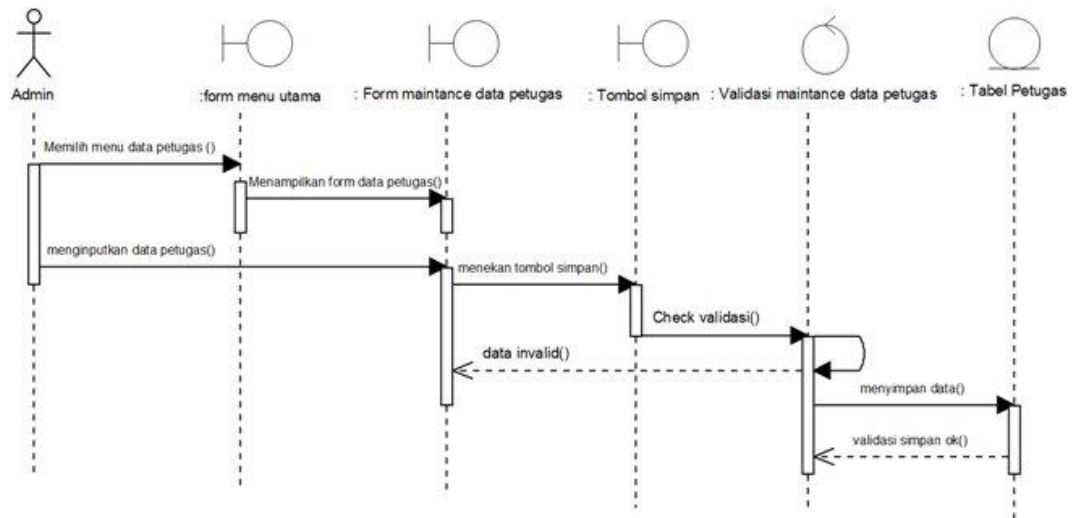 Admin
:form menu utama
: Form maintance data petugas
: Tombol simpan
: Validasi maintance data petugas
: Tabel Petugas
Memilih menu data petugas ()
Menampilkan form data petugas()
menginputkan data petugas()
menekan tombol simpan()
Check validasi()
data invalid()
menyimpan data()
validasi simpan ok()